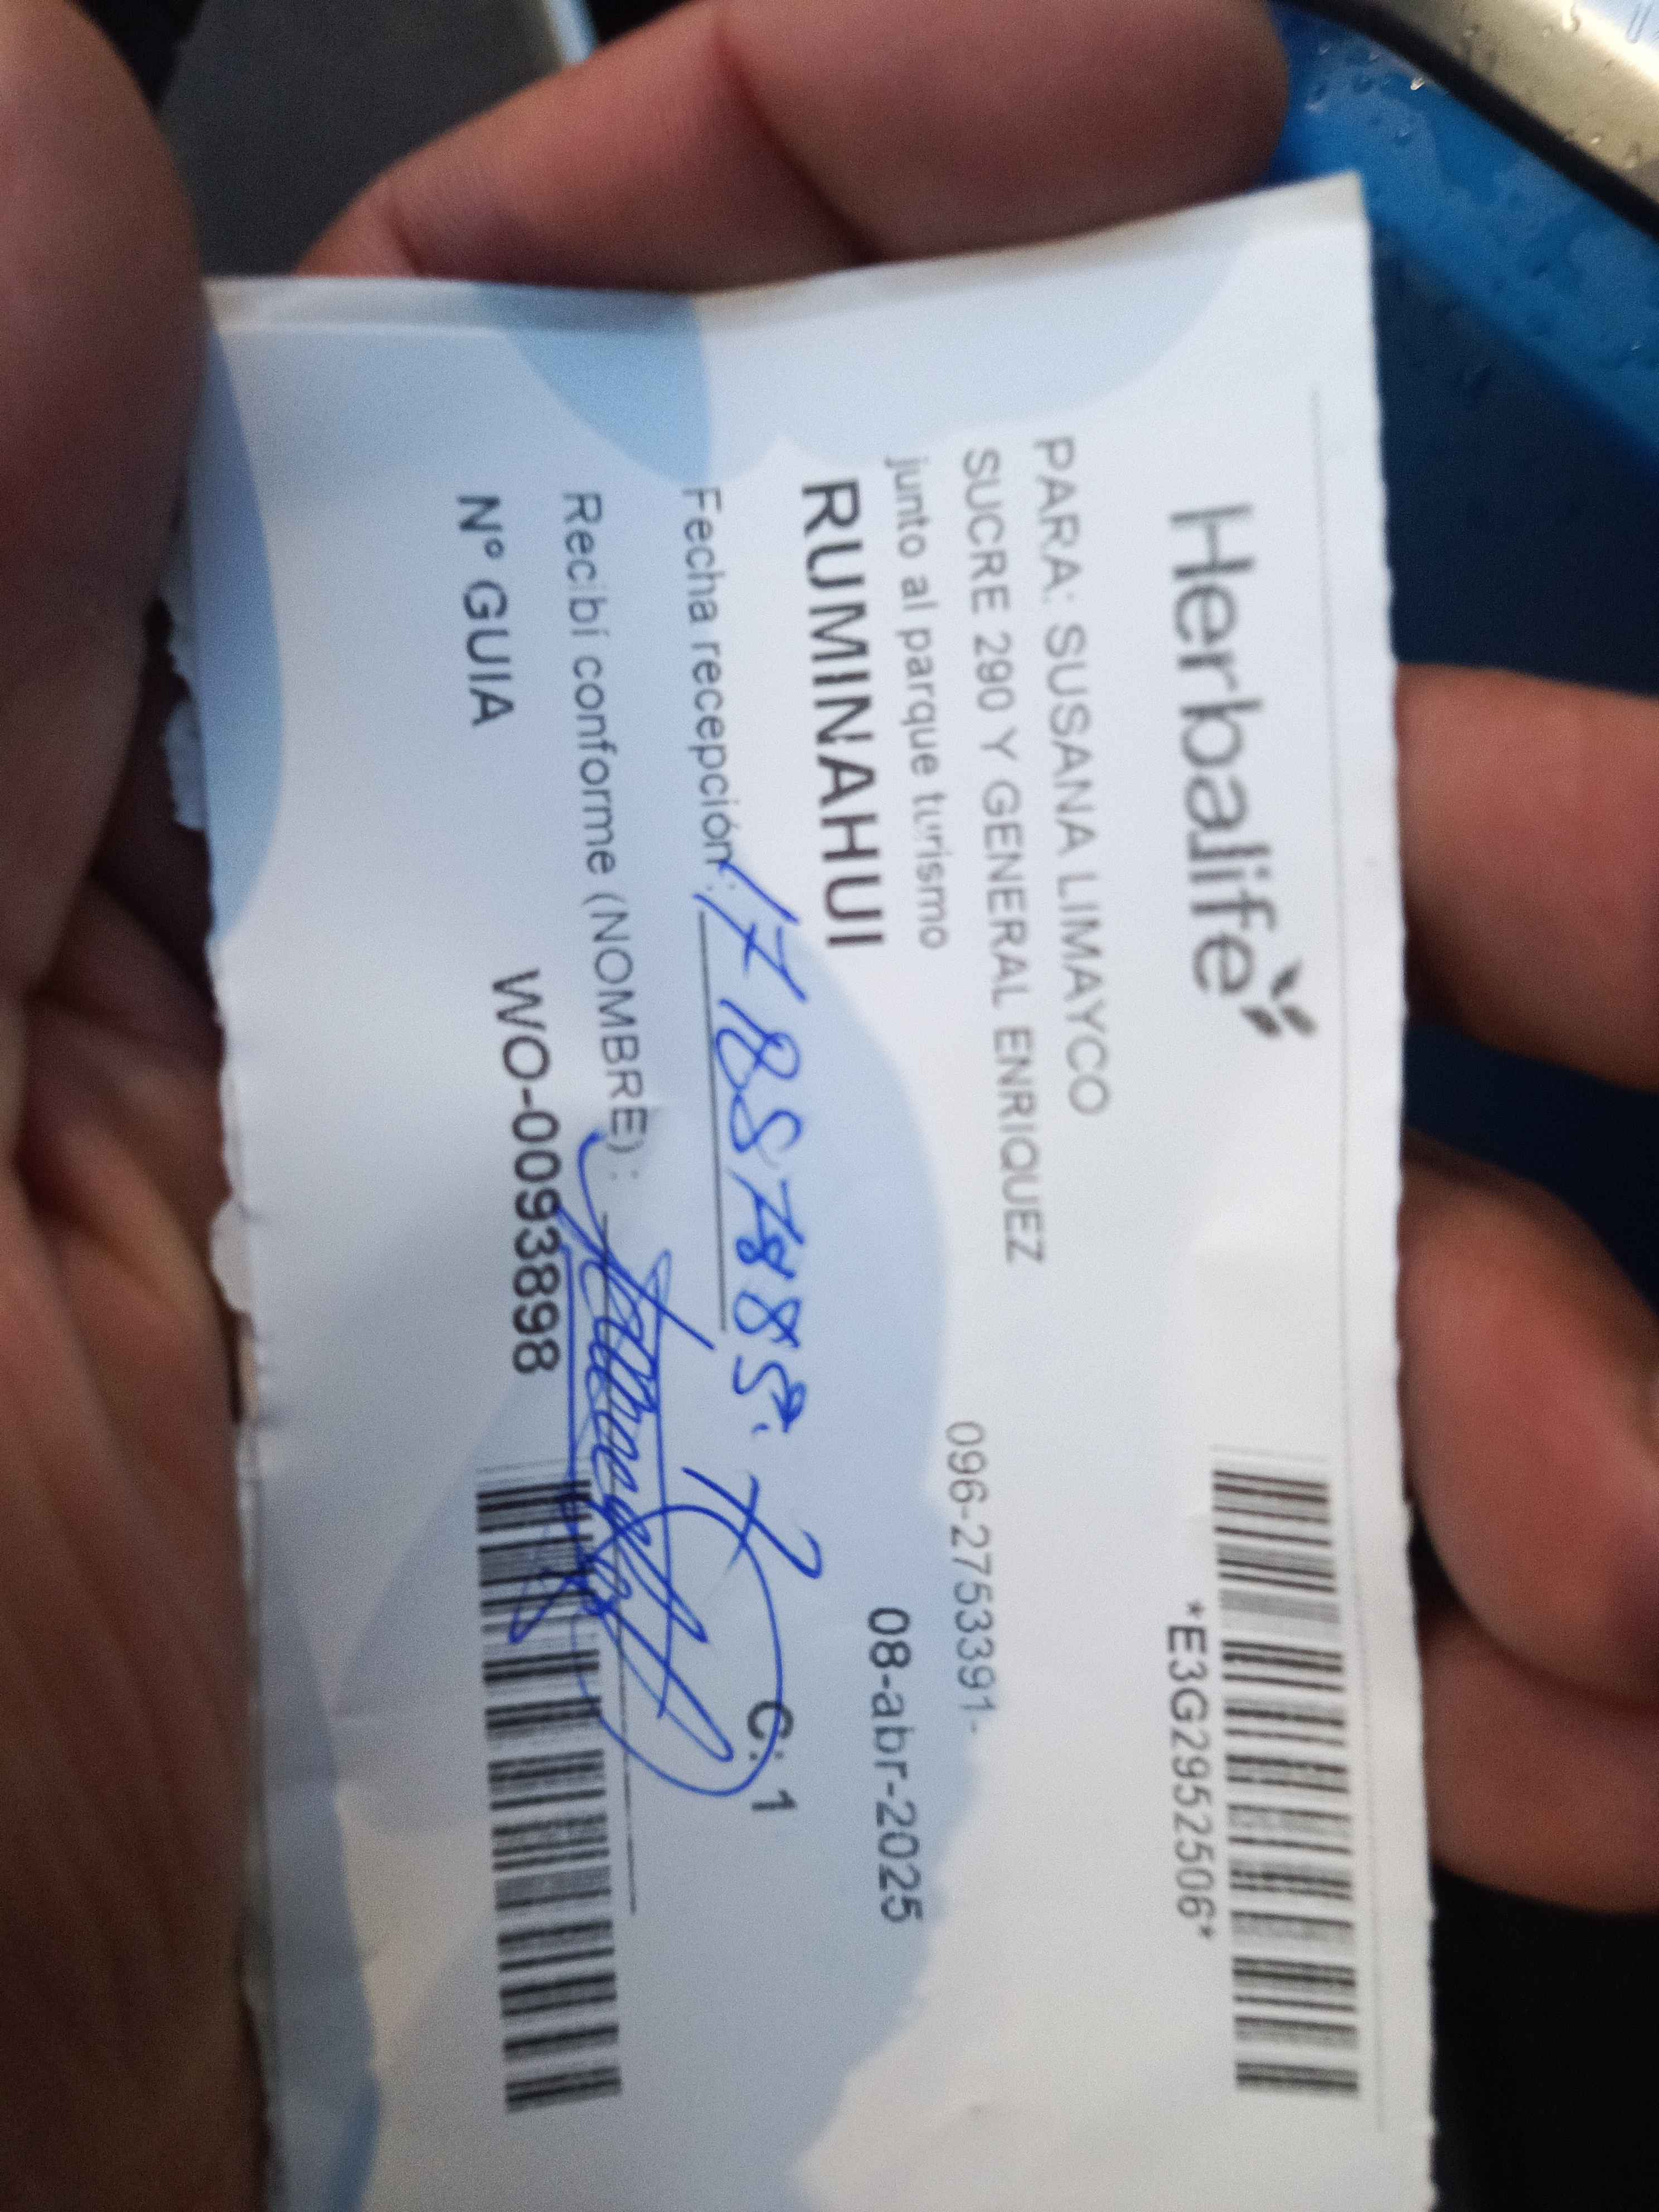 Herbalife
*E3G2952506*
PARA: SUSANA LIMAYCO
SUCRE 290 Y GENERAL ENRIQUEZ
096-2753391-
junto al parque turismo
RUMINAHUI
08-abr-2025
Fecha recepción:
C: 1
Recibí conforme (NOMBRE) :
Nº GUIA
WO-00938898